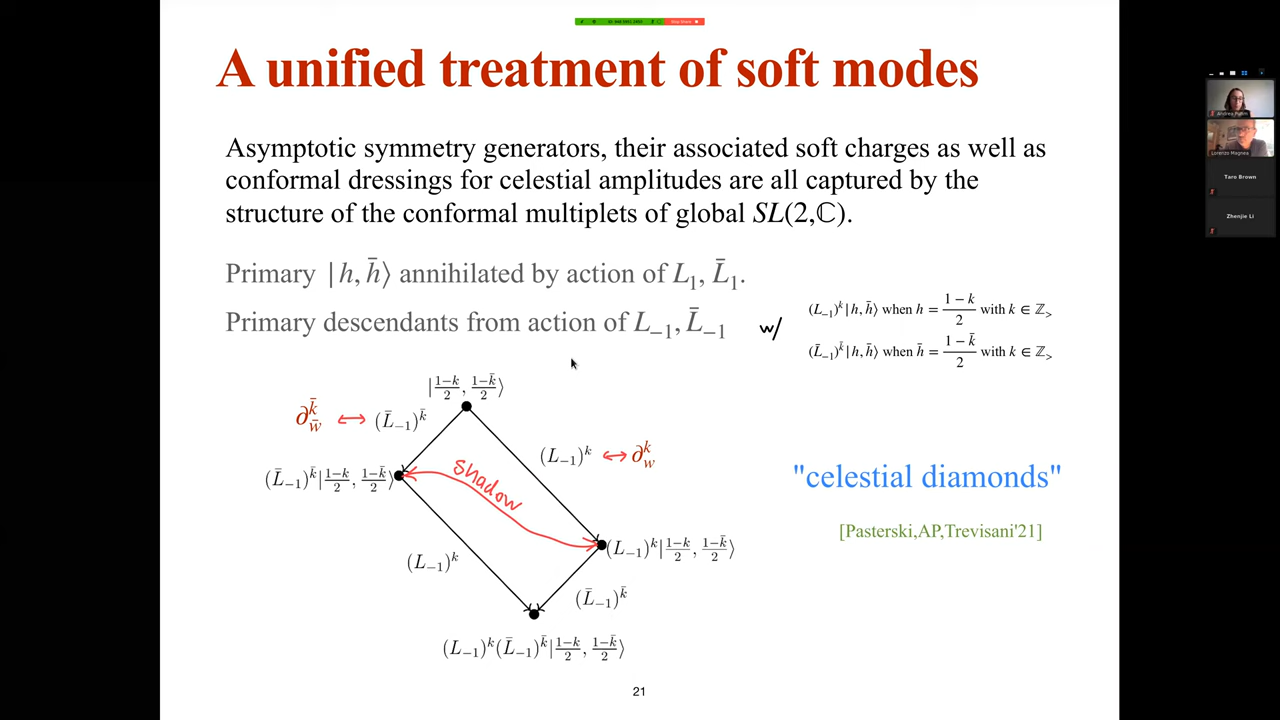 A unified treatment of soft modes
Asymptotic symmetry generators, their associated soft charges as well as
conformal dressings for celestial amplitudes are all captured by the
structure of the conformal multiplets of global SL(2,ℂ).
Primary |h, h̄⟩ annihilated by action of L₁, L̄₁.
Primary descendants from action of L₋₁, L̄₋₁ w/
(L₋₁)ᵏ|h, h̄⟩ when h = (1−k)/2 with k ∈ ℤ_>
(L̄₋₁)^k̄|h, h̄⟩ when h̄ = (1−k̄)/2 with k ∈ ℤ_>
|(1−k)/2, (1−k̄)/2⟩
∂_w̄^k̄ ↔ (L̄₋₁)^k̄
(L₋₁)ᵏ ↔ ∂_w^k
shadow
(L̄₋₁)^k̄|(1−k)/2, (1−k̄)/2⟩
(L₋₁)ᵏ|(1−k)/2, (1−k̄)/2⟩
(L₋₁)ᵏ
(L̄₋₁)^k̄
(L₋₁)ᵏ(L̄₋₁)^k̄|(1−k)/2, (1−k̄)/2⟩
"celestial diamonds"
[Pasterski,AP,Trevisani'21]
21
Lorenzo Magnea
Taro Brown
Zhenjie Li